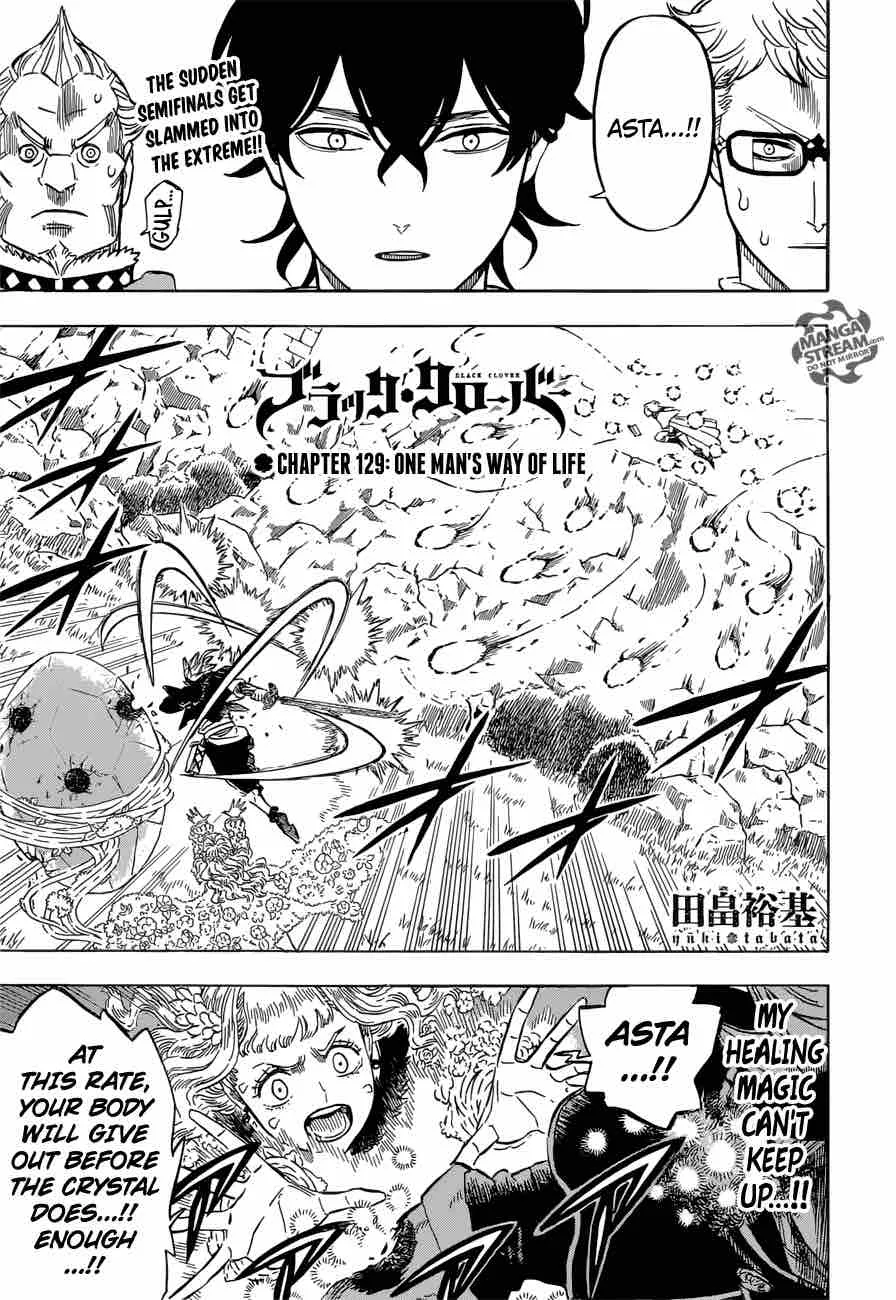 ASTA...!!
THE SUDDEN
SEMIFINALS GET
SLAMMED INTO
THE EXTREME!!
GULP...
MANGA
STREAM.com
DO NOT MIRROR
BLACK CLOVER
ブラック・クローバー
CHAPTER 129: ONE MAN'S WAY OF LIFE
田畠裕基
yūki tabata
MY
HEALING
MAGIC
CAN'T
KEEP
UP...!!
ASTA
...!!
AT
THIS RATE,
YOUR BODY
WILL GIVE
OUT BEFORE
THE CRYSTAL
DOES...!!
ENOUGH
...!!